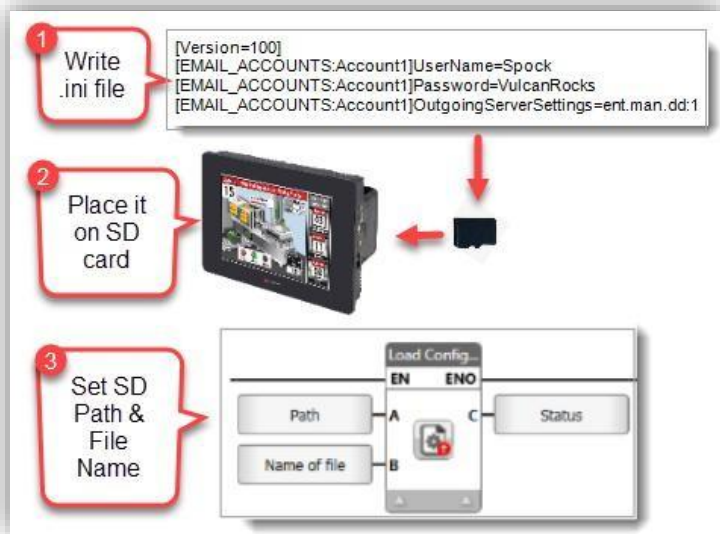 1
Write
.ini file
[Version=100]
[EMAIL_ACCOUNTS:Account1]UserName=Spock
[EMAIL_ACCOUNTS:Account1]Password=VulcanRocks
[EMAIL_ACCOUNTS:Account1]OutgoingServerSettings=ent.man.dd:1
2
Place it
on SD
card
15
3
Set SD
Path &
File
Name
Load Config...
EN ENO
Path A C Status
Name of file B